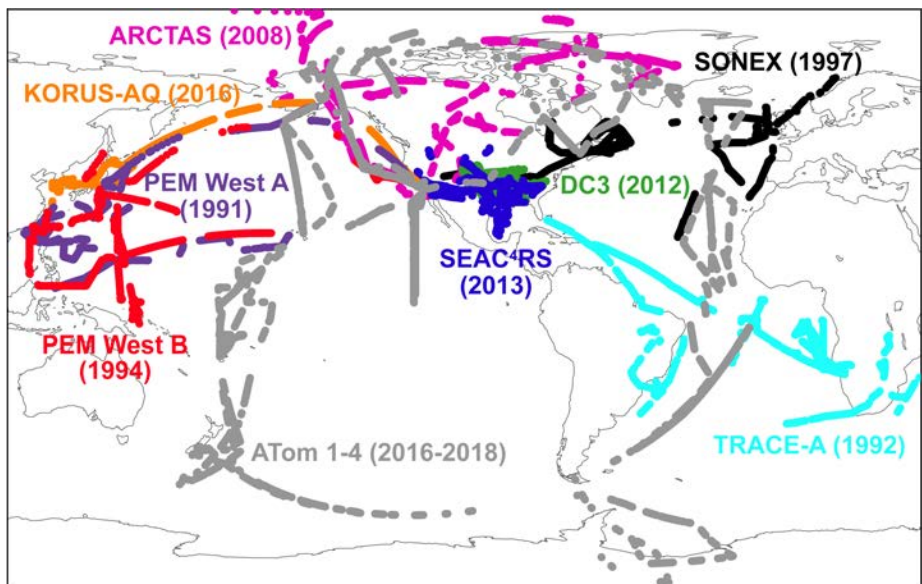 ARCTAS (2008)
SONEX (1997)
KORUS-AQ (2016)
PEM West A
(1991)
DC3 (2012)
SEAC⁴RS
(2013)
PEM West B
(1994)
ATom 1-4 (2016-2018)
TRACE-A (1992)